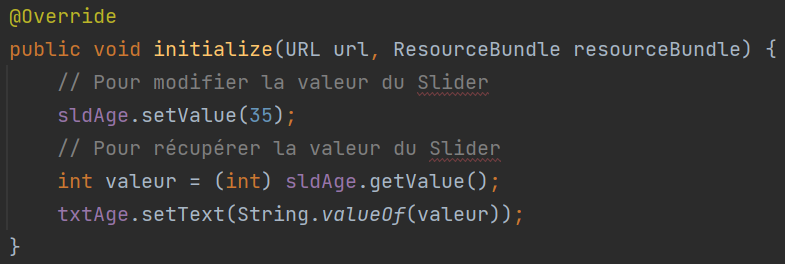 @Override
public void initialize(URL url, ResourceBundle resourceBundle) {
    // Pour modifier la valeur du Slider
    sldAge.setValue(35);
    // Pour récupérer la valeur du Slider
    int valeur = (int) sldAge.getValue();
    txtAge.setText(String.valueOf(valeur));
}